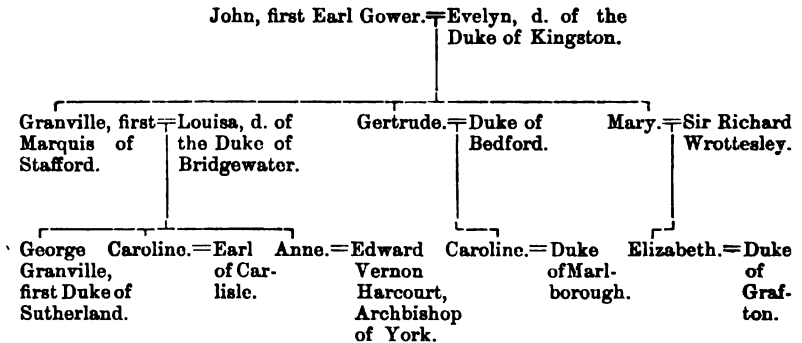 John, first Earl Gower.=Evelyn, d. of the
Duke of Kingston.
Granville, first=Louisa, d. of
Marquis of the Duke of
Stafford. Bridgewater.
Gertrude.=Duke of
Bedford.
Mary.=Sir Richard
Wrottesley.
George
Granville,
first Duke of
Sutherland.
Caroline.=Earl
of Car-
lisle.
Anne.=Edward
Vernon
Harcourt,
Archbishop
of York.
Caroline.=Duke
of Marl-
borough.
Elizabeth.=Duke
of
Graf-
ton.